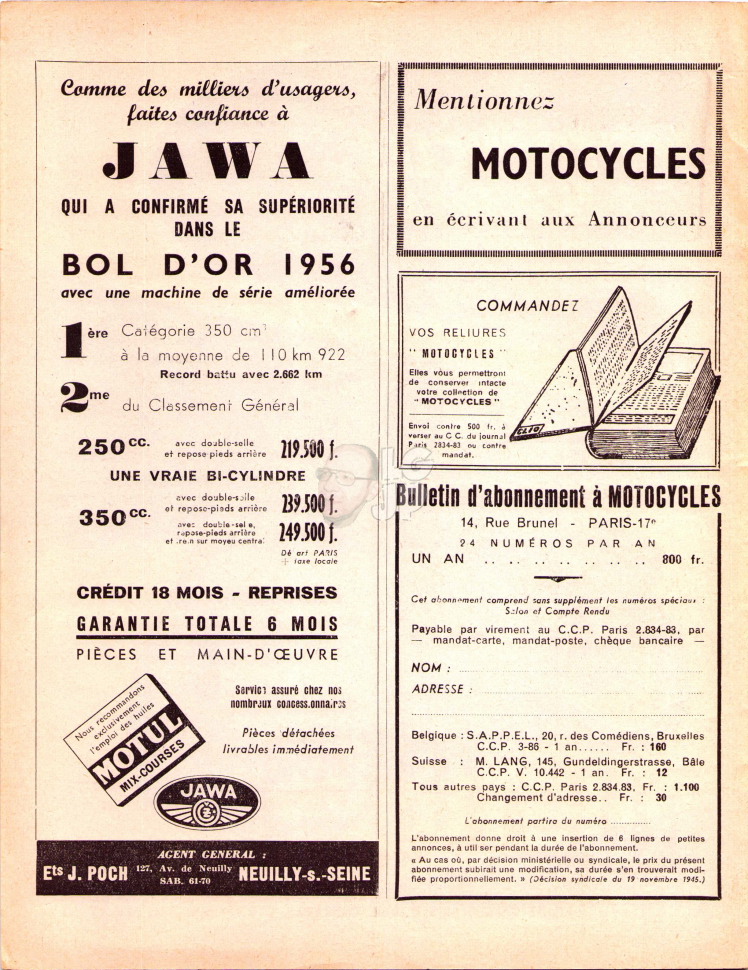 Comme des milliers d'usagers,
faites confiance à
JAWA
QUI A CONFIRMÉ SA SUPÉRIORITÉ
DANS LE
BOL D'OR 1956
avec une machine de série améliorée
1ère Catégorie 350 cm³
à la moyenne de 110 km 922
Record battu avec 2.662 km
2me du Classement Général
250 CC. avec double-selle
et repose-pieds arrière 219.500 f.
UNE VRAIE BI-CYLINDRE
350 CC. avec double-selle
et repose-pieds arrière 239.500 f.
avec double-selle,
repose-pieds arrière
et frein sur moyeu central 249.500 f.
Départ PARIS
+ taxe locale
CRÉDIT 18 MOIS - REPRISES
GARANTIE TOTALE 6 MOIS
PIÈCES ET MAIN-D'ŒUVRE
Nous recommandons
exclusivement
l'emploi des huiles
MOTUL
MIX-COURSES
Service assuré chez nos
nombreux concessionnaires
Pièces détachées
livrables immédiatement
JAWA
AGENT GENERAL :
Ets J. POCH 127, Av. de Neuilly
SAB. 61-70 NEUILLY-s.-SEINE
Mentionnez
MOTOCYCLES
en écrivant aux Annonceurs
COMMANDEZ
VOS RELIURES
" MOTOCYCLES "
Elles vous permettront
de conserver intacte
votre collection de
" MOTOCYCLES "
Envoi contre 500 fr. à
verser au C.C. du journal
Paris 2834-83 ou contre
mandat.
CLIO
Bulletin d'abonnement à MOTOCYCLES
14, Rue Brunel - PARIS-17e
24 NUMÉROS PAR AN
UN AN .. .. .. .. .. .. .. .. 800 fr.
Cet abonnement comprend sans supplément les numéros spéciaux :
Salon et Compte Rendu
Payable par virement au C.C.P. Paris 2.834-83, par
— mandat-carte, mandat-poste, chèque bancaire —
NOM :
ADRESSE :
Belgique : S.A.P.P.E.L., 20, r. des Comédiens, Bruxelles
C.C.P. 3-86 - 1 an...... Fr. : 160
Suisse : M. LANG, 145, Gundeldingerstrasse, Bâle
C.C.P. V. 10.442 - 1 an. Fr. : 12
Tous autres pays : C.C.P. Paris 2.834.83, Fr. : 1.100
Changement d'adresse.. Fr. : 30
L'abonnement partira du numéro ..............
L'abonnement donne droit à une insertion de 6 lignes de petites
annonces, à utiliser pendant la durée de l'abonnement.
« Au cas où, par décision ministérielle ou syndicale, le prix du présent
abonnement subirait une modification, sa durée s'en trouverait modi-
fiée proportionnellement. » (Décision syndicale du 19 novembre 1945.)